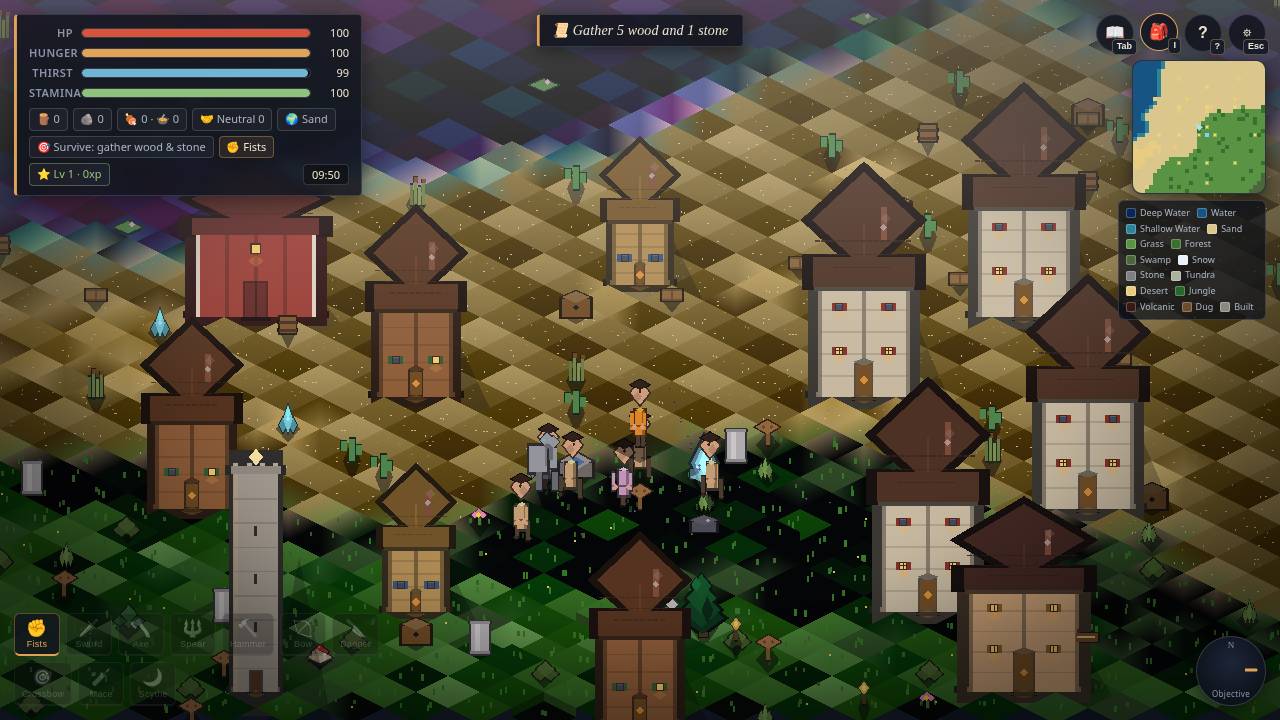 HP 100
HUNGER 100
THIRST 99
STAMINA 100
0 0 0 · 0 Neutral 0 Sand
Survive: gather wood & stone Fists
Lv 1 · 0xp 09:50
Gather 5 wood and 1 stone
Tab I ? ? Esc
Deep Water Water
Shallow Water Sand
Grass Forest
Swamp Snow
Stone Tundra
Desert Jungle
Volcanic Dug Built
Fists Sword Axe Spear Hammer Bow Dagger
Crossbow Mace Scythe
N
Objective